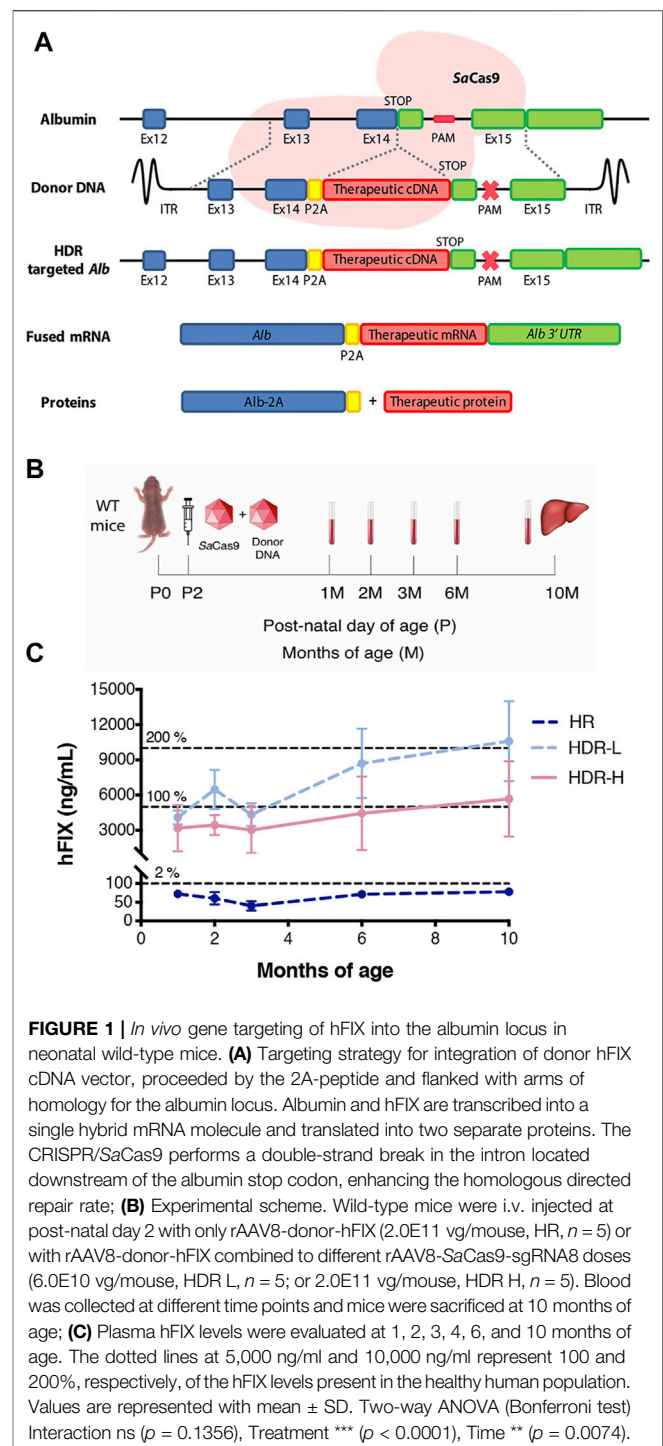 A
SaCas9
STOP
Albumin
Ex12
Ex13
Ex14
PAM
Ex15
STOP
Donor DNA
Therapeutic cDNA
ITR
Ex13
Ex14 P2A
PAM
Ex15
ITR
HDR
targeted Alb
STOP
Therapeutic cDNA
Ex12
Ex13
Ex14 P2A
PAM
Ex15
Fused mRNA
Alb
Therapeutic mRNA
Alb 3' UTR
P2A
Proteins
Alb-2A
+
Therapeutic protein
B
WT
mice
SaCas9
+
Donor
DNA
P0 P2 1M 2M 3M 6M 10M
Post-natal day of age (P)
Months of age (M)
C
15000
12000
9000
6000
3000
100
50
0
hFIX (ng/mL)
200 %
100 %
2 %
HR
HDR-L
HDR-H
0 2 4 6 8 10
Months of age
FIGURE 1 | In vivo gene targeting of hFIX into the albumin locus in
neonatal wild-type mice. (A) Targeting strategy for integration of donor hFIX
cDNA vector, proceeded by the 2A-peptide and flanked with arms of
homology for the albumin locus. Albumin and hFIX are transcribed into a
single hybrid mRNA molecule and translated into two separate proteins. The
CRISPR/SaCas9 performs a double-strand break in the intron located
downstream of the albumin stop codon, enhancing the homologous directed
repair rate; (B) Experimental scheme. Wild-type mice were i.v. injected at
post-natal day 2 with only rAAV8-donor-hFIX (2.0E11 vg/mouse, HR, n = 5) or
with rAAV8-donor-hFIX combined to different rAAV8-SaCas9-sgRNA8 doses
(6.0E10 vg/mouse, HDR L, n = 5; or 2.0E11 vg/mouse, HDR H, n = 5). Blood
was collected at different time points and mice were sacrificed at 10 months of
age; (C) Plasma hFIX levels were evaluated at 1, 2, 3, 4, 6, and 10 months of
age. The dotted lines at 5,000 ng/ml and 10,000 ng/ml represent 100 and
200%, respectively, of the hFIX levels present in the healthy human population.
Values are represented with mean ± SD. Two-way ANOVA (Bonferroni test)
Interaction ns (p = 0.1356), Treatment *** (p < 0.0001), Time ** (p = 0.0074).